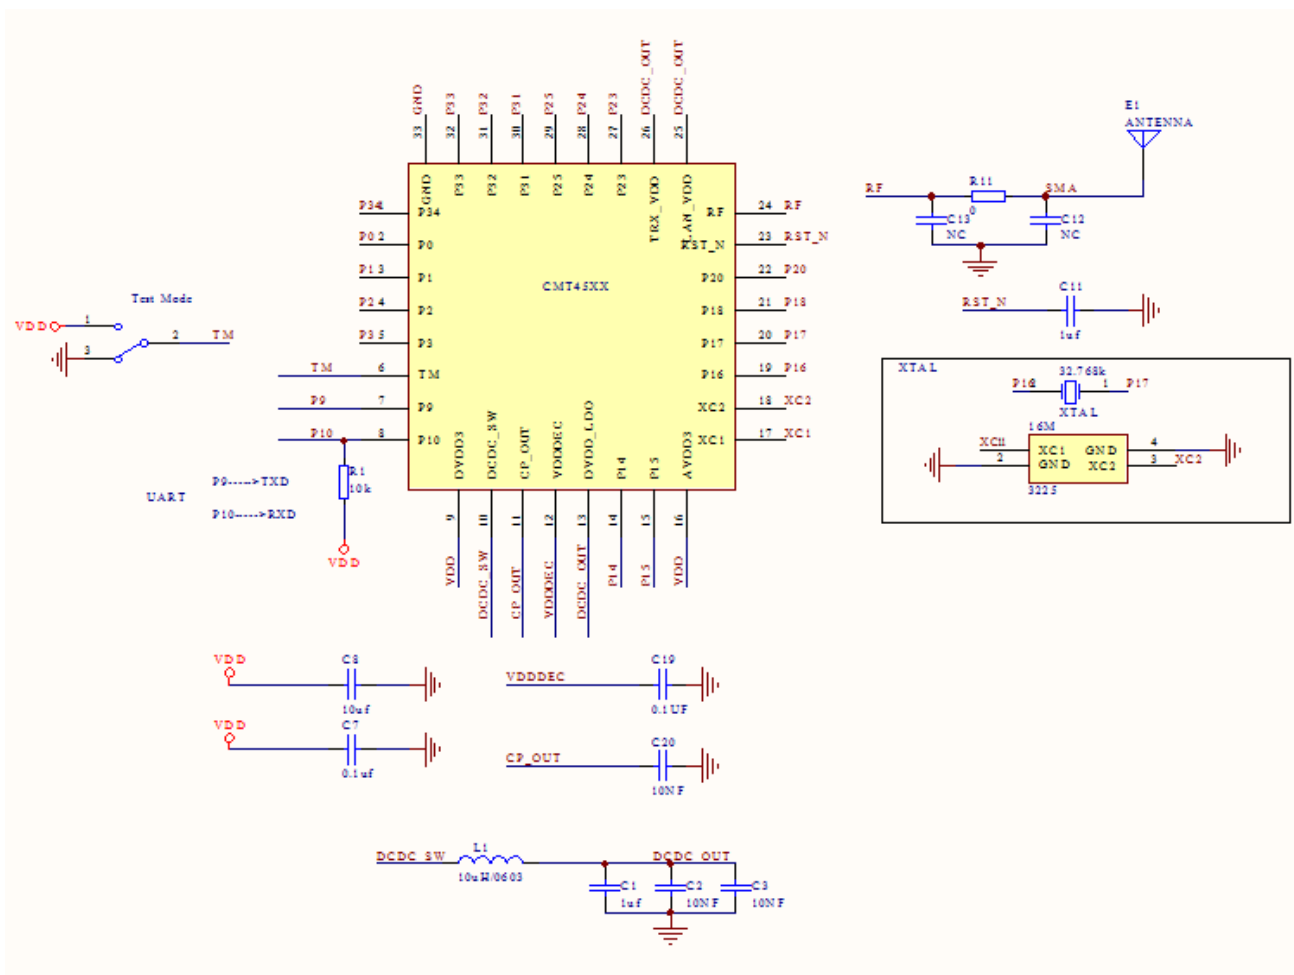 GND P33 P32 P31 P25 P24 P23 DCDC_OUT DCDC_OUT
33 32 31 30 29 28 27 26 25
GND P33 P32 P31 P25 P24 P23 TRX_VDD LAN_VDD
P34 1 P34
P0 2 P0
P1 3 P1
P2 4 P2
P3 5 P3
TM 6 TM
P9 7 P9
P10 8 P10
CMT45XX
RF 24 RF
RST_N 23 RST_N
P20 22 P20
P18 21 P18
P17 20 P17
P16 19 P16
XC2 18 XC2
XC1 17 XC1
DVDD3 DCDC_SW CP_OUT VDDDEC DVDD_LDO P14 P15 AVDD3
9 10 11 12 13 14 15 16
VDD DCDC_SW CP_OUT VDDDEC DCDC_OUT P14 P15 VDD
Test Mode
VDD 1
2 TM
3
R1
10k
VDD
UART
P9----->TXD
P10----->RXD
E1
ANTENNA
RF R11 SMA
0
C13 C12
NC NC
C11
RST_N
1uf
XTAL
32.768k
P16 2 1 P17
XTAL
16M
XC1 1 XC1 GND 4
2 GND XC2 3 XC2
3225
VDD C8
10uf
VDD C7
0.1uf
C19
VDDDEC
0.1UF
C20
CP_OUT
10NF
L1
DCDC_SW DCDC_OUT
10uH/0603
C1 C2 C3
1uf 10NF 10NF